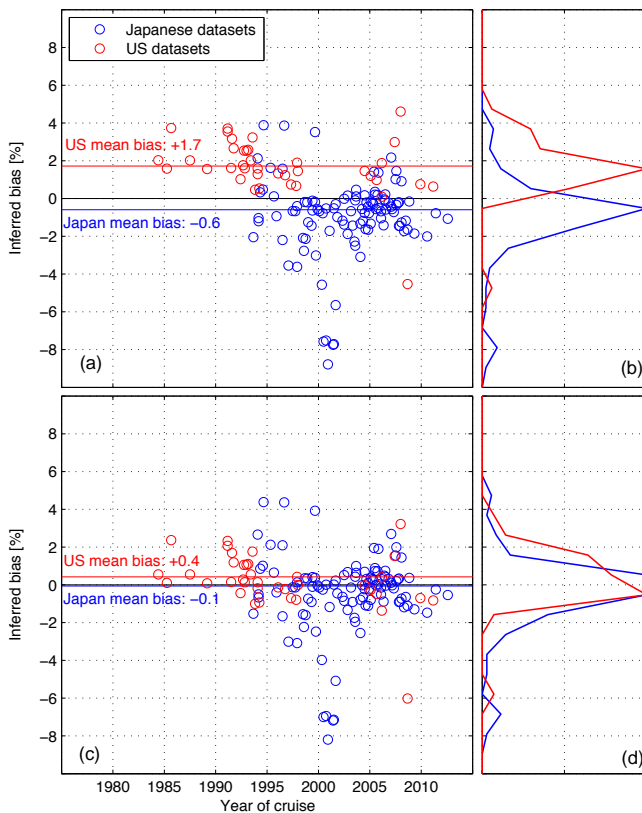 10
8
6
4
2
0
−2
−4
−6
−8
Inferred bias [%]
Japanese datasets
US datasets
US mean bias: +1.7
Japan mean bias: −0.6
(a)
(b)
8
6
4
2
0
−2
−4
−6
−8
Inferred bias [%]
US mean bias: +0.4
Japan mean bias: −0.1
(c)
(d)
1980 1985 1990 1995 2000 2005 2010
Year of cruise